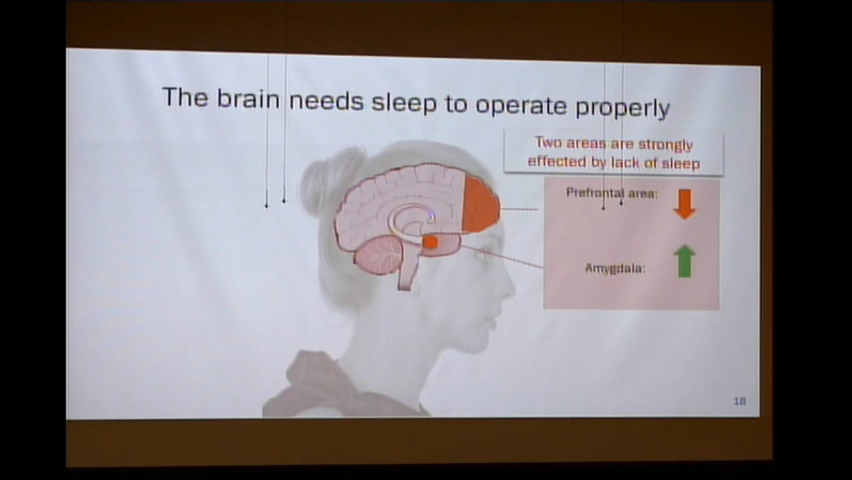 The brain needs sleep to operate properly
Two areas are strongly
effected by lack of sleep
Prefrontal area:
Amygdala:
18